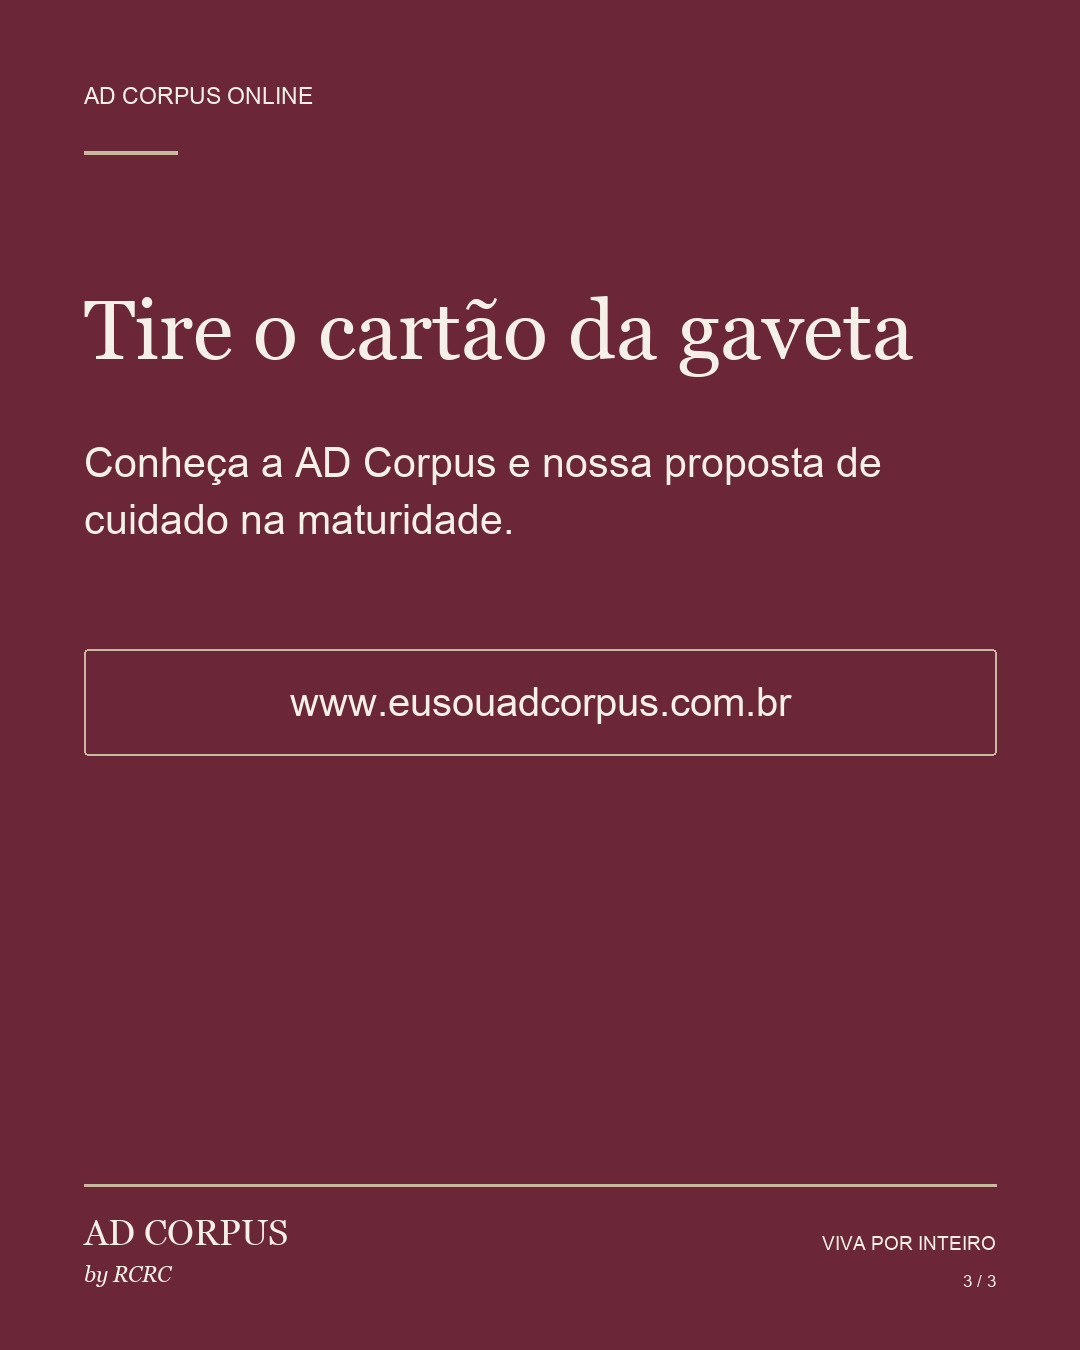 AD CORPUS ONLINE
Tire o cartão da gaveta
Conheça a AD Corpus e nossa proposta de
cuidado na maturidade.
www.eusouadcorpus.com.br
AD CORPUS
by RCRC
VIVA POR INTEIRO
3 / 3